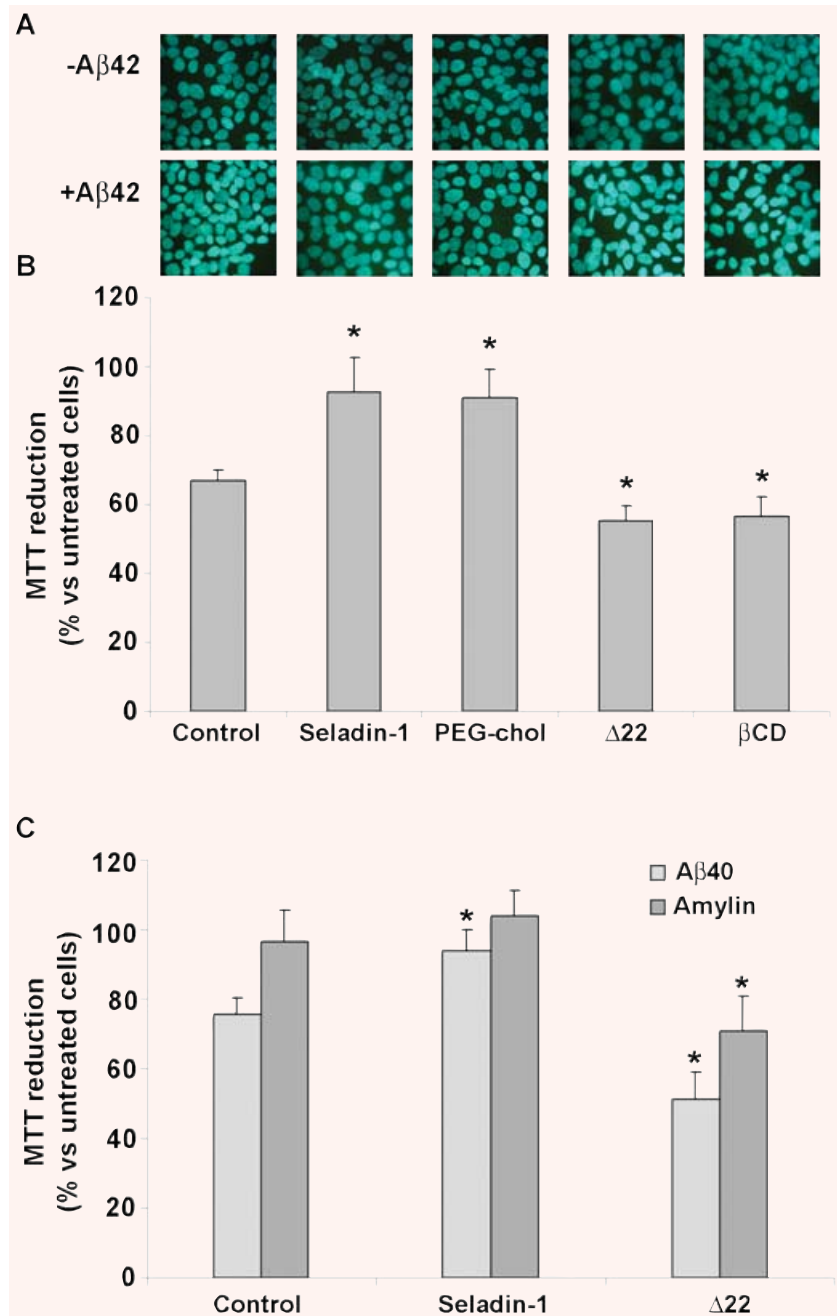 A
-Aβ42
+Aβ42
B
120
100
80
60
40
20
0
MTT reduction
(% vs untreated cells)
*
*
*
*
Control Seladin-1 PEG-chol Δ22 βCD
C
120
100
80
60
40
20
0
MTT reduction
(% vs untreated cells)
Aβ40
Amylin
*
*
*
Control Seladin-1 Δ22